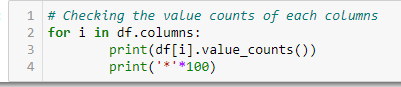 1 # Checking the value counts of each columns
2 for i in df.columns:
3         print(df[i].value_counts())
4         print('*'*100)